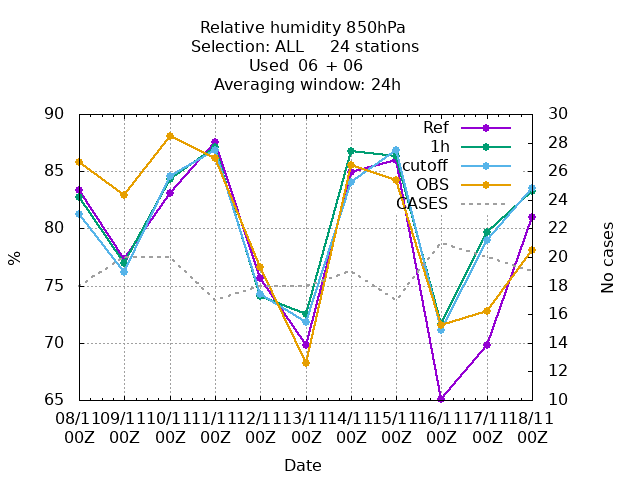 Relative humidity 850hPa
Selection: ALL 24 stations
Used 06 + 06
Averaging window: 24h
90 30
Ref 28
1h
85 cutoff 26
OBS 24
CASES
80 22
% 20 No cases
75 18
16
70 14
12
65 10
08/11 09/11 10/11 11/11 12/11 13/11 14/11 15/11 16/11 17/11 18/11
00Z 00Z 00Z 00Z 00Z 00Z 00Z 00Z 00Z 00Z 00Z
Date